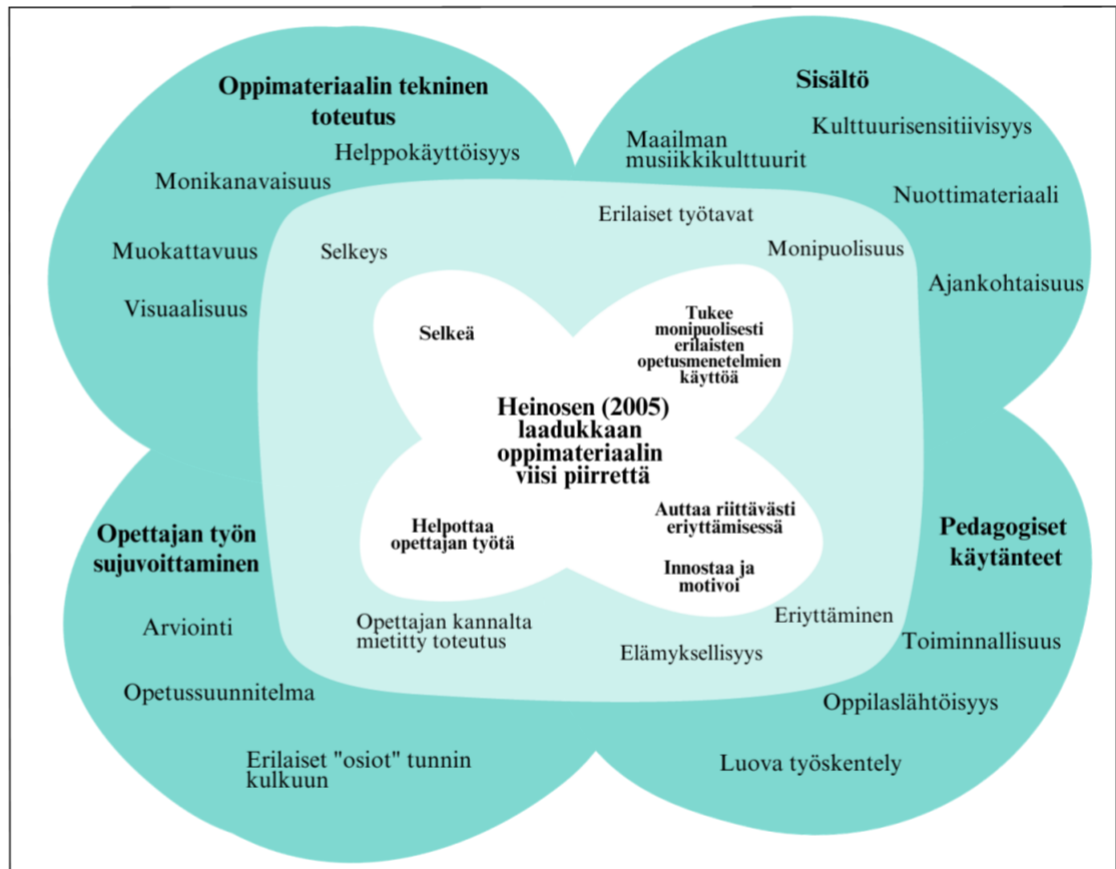 Oppimateriaalin tekninen
toteutus
Helppokäyttöisyys
Monikanavaisuus
Muokattavuus
Visuaalisuus
Selkeys
Sisältö
Kulttuurisensitiivisyys
Maailman
musiikkikulttuurit
Nuottimateriaali
Ajankohtaisuus
Erilaiset työtavat
Monipuolisuus
Selkeä
Tukee
monipuolisesti
erilaisten
opetusmenetelmien
käyttöä
Heinosen (2005)
laadukkaan
oppimateriaalin
viisi piirrettä
Helpottaa
opettajan työtä
Auttaa riittävästi
eriyttämisessä
Innostaa ja
motivoi
Opettajan työn
sujuvoittaminen
Arviointi
Opetussuunnitelma
Erilaiset "osiot" tunnin
kulkuun
Opettajan kannalta
mietitty toteutus
Pedagogiset
käytänteet
Eriyttäminen
Elämyksellisyys
Toiminnallisuus
Oppilaslähtöisyys
Luova työskentely